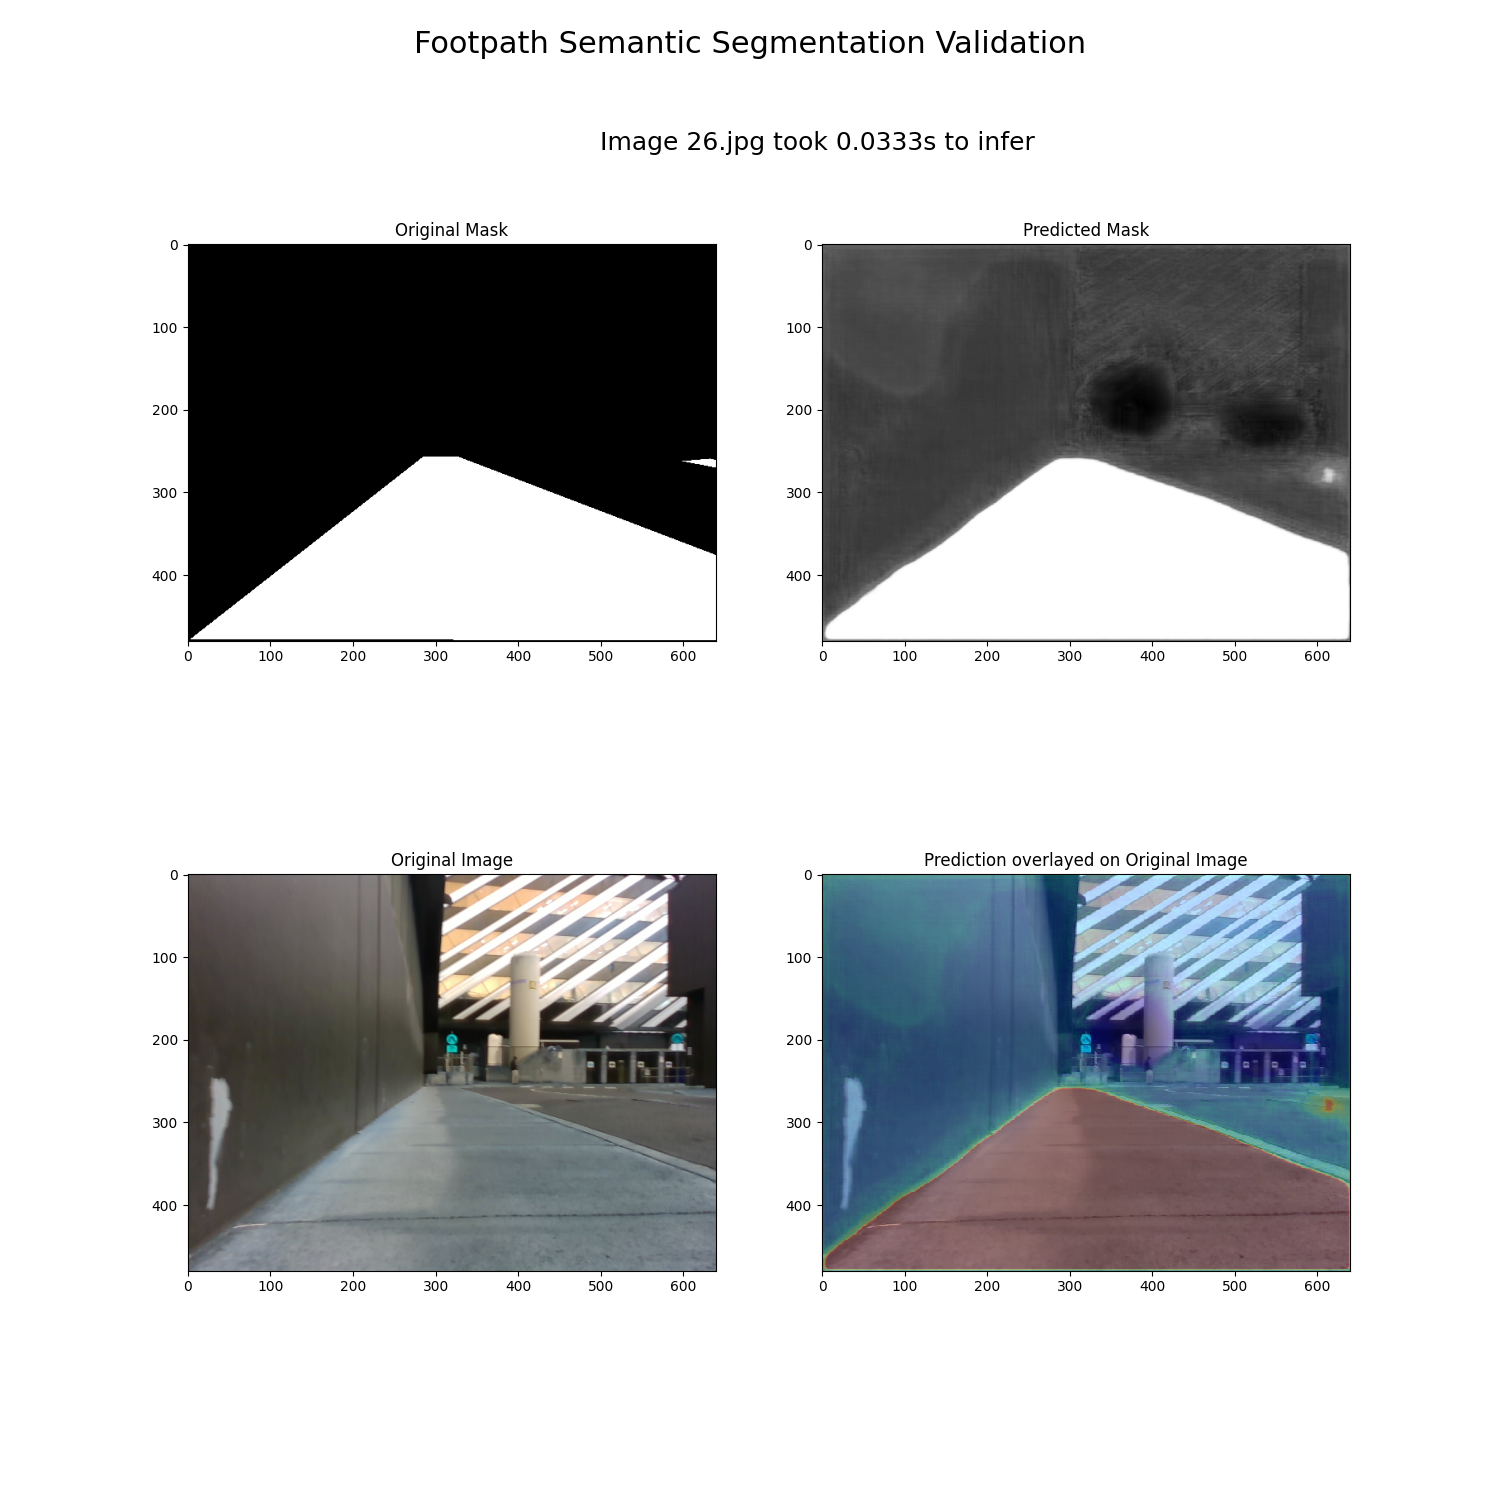 Footpath Semantic Segmentation Validation
Image 26.jpg took 0.0333s to infer
Original Mask
0
100
200
300
400
0 100 200 300 400 500 600
Predicted Mask
0
100
200
300
400
0 100 200 300 400 500 600
Original Image
0
100
200
300
400
0 100 200 300 400 500 600
Prediction overlayed on Original Image
0
100
200
300
400
0 100 200 300 400 500 600